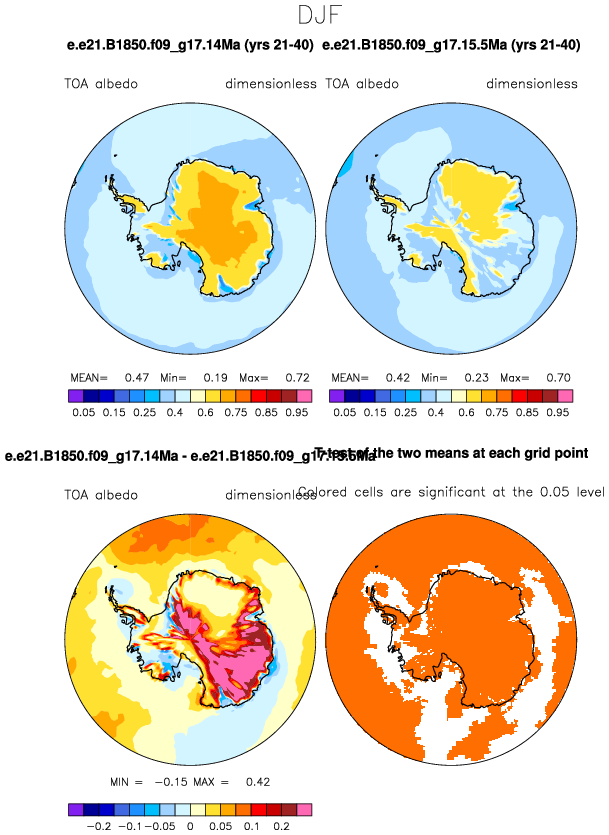 DJF
e.e21.B1850.f09_g17.14Ma (yrs 21-40) e.e21.B1850.f09_g17.15.5Ma (yrs 21-40)
TOA albedo dimensionless TOA albedo dimensionless
MEAN= 0.47 Min= 0.19 Max= 0.72 MEAN= 0.42 Min= 0.23 Max= 0.70
0.05 0.15 0.25 0.4 0.6 0.75 0.85 0.95 0.05 0.15 0.25 0.4 0.6 0.75 0.85 0.95
e.e21.B1850.f09_g17.14Ma - e.e21.B1850.f09_g17.15.5Ma T-test of the two means at each grid point
TOA albedo dimensionless Colored cells are significant at the 0.05 level
MIN = -0.15 MAX = 0.42
-0.2 -0.1 -0.05 0 0.05 0.1 0.2